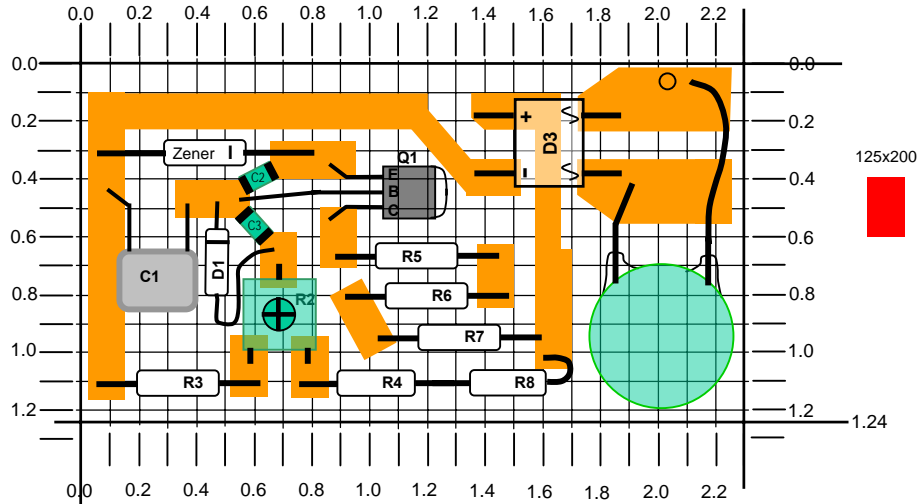 0.0 0.2 0.4 0.6 0.8 1.0 1.2 1.4 1.6 1.8 2.0 2.2
0.0 0.0
+
D3
0.2 0.2
Zener
Q1
125x200
E
-
C2
0.4 B 0.4
C
C3
0.6 0.6
R5
C1
D1
R2
R6
0.8 0.8
R7
1.0 1.0
R3 R4 R8
1.2 1.2
1.24
0.0 0.2 0.4 0.6 0.8 1.0 1.2 1.4 1.6 1.8 2.0 2.2